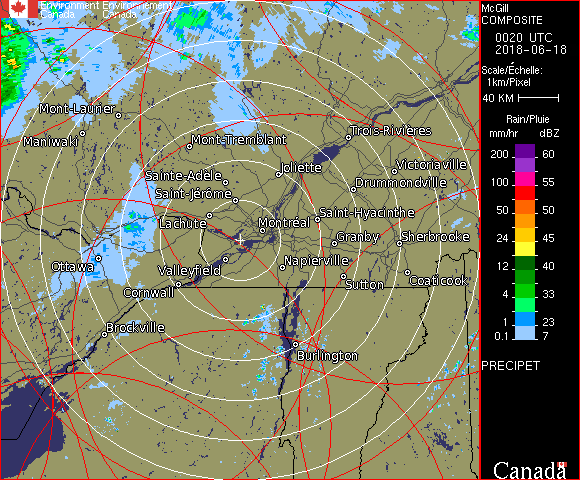 Environment Environnement
Canada Canada
McGill
COMPOSITE
0020 UTC
2018-06-18
Scale/Échelle:
1km/Pixel
40 KM
Rain/Pluie
mm/hr dBZ
200 60
192 57
100 55
50 50
24 45
12 40
4 33
1 23
0.1 7
PRECIPET
Canada
Mont-Laurier
Maniwaki
Mont-Tremblant
Trois-Rivières
Joliette
Victoriaville
Sainte-Adèle
Drummondville
Saint-Jérôme
Saint-Hyacinthe
Lachute
Montréal
Granby
Sherbrooke
Ottawa
Valleyfield
Napierville
Cornwall
Sutton
Coaticook
Brockville
Burlington